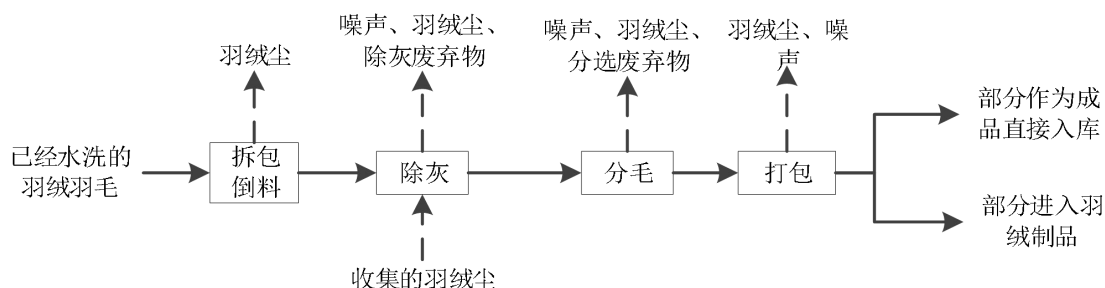 噪声、羽绒尘、
除灰废弃物
噪声、羽绒尘、
分选废弃物
羽绒尘、噪
声
羽绒尘
部分作为成
品直接入库
已经水洗的
羽绒羽毛
拆包
倒料
除灰
分毛
打包
部分进入羽
绒制品
收集的羽绒尘